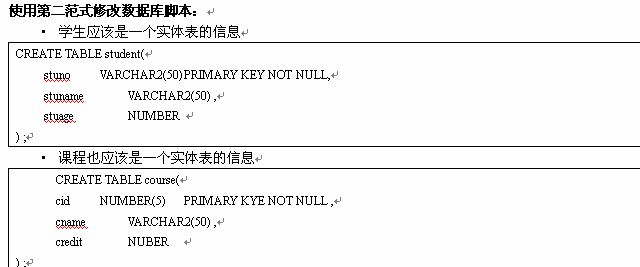 使用第二范式修改数据库脚本：
• 学生应该是一个实体表的信息
CREATE TABLE student(
stuno VARCHAR2(50)PRIMARY KEY NOT NULL,
stuname VARCHAR2(50) ,
stuage NUMBER
) ;
• 课程也应该是一个实体表的信息
CREATE TABLE course(
cid NUMBER(5) PRIMARY KYE NOT NULL ,
cname VARCHAR2(50) ,
credit NUBER
) ;